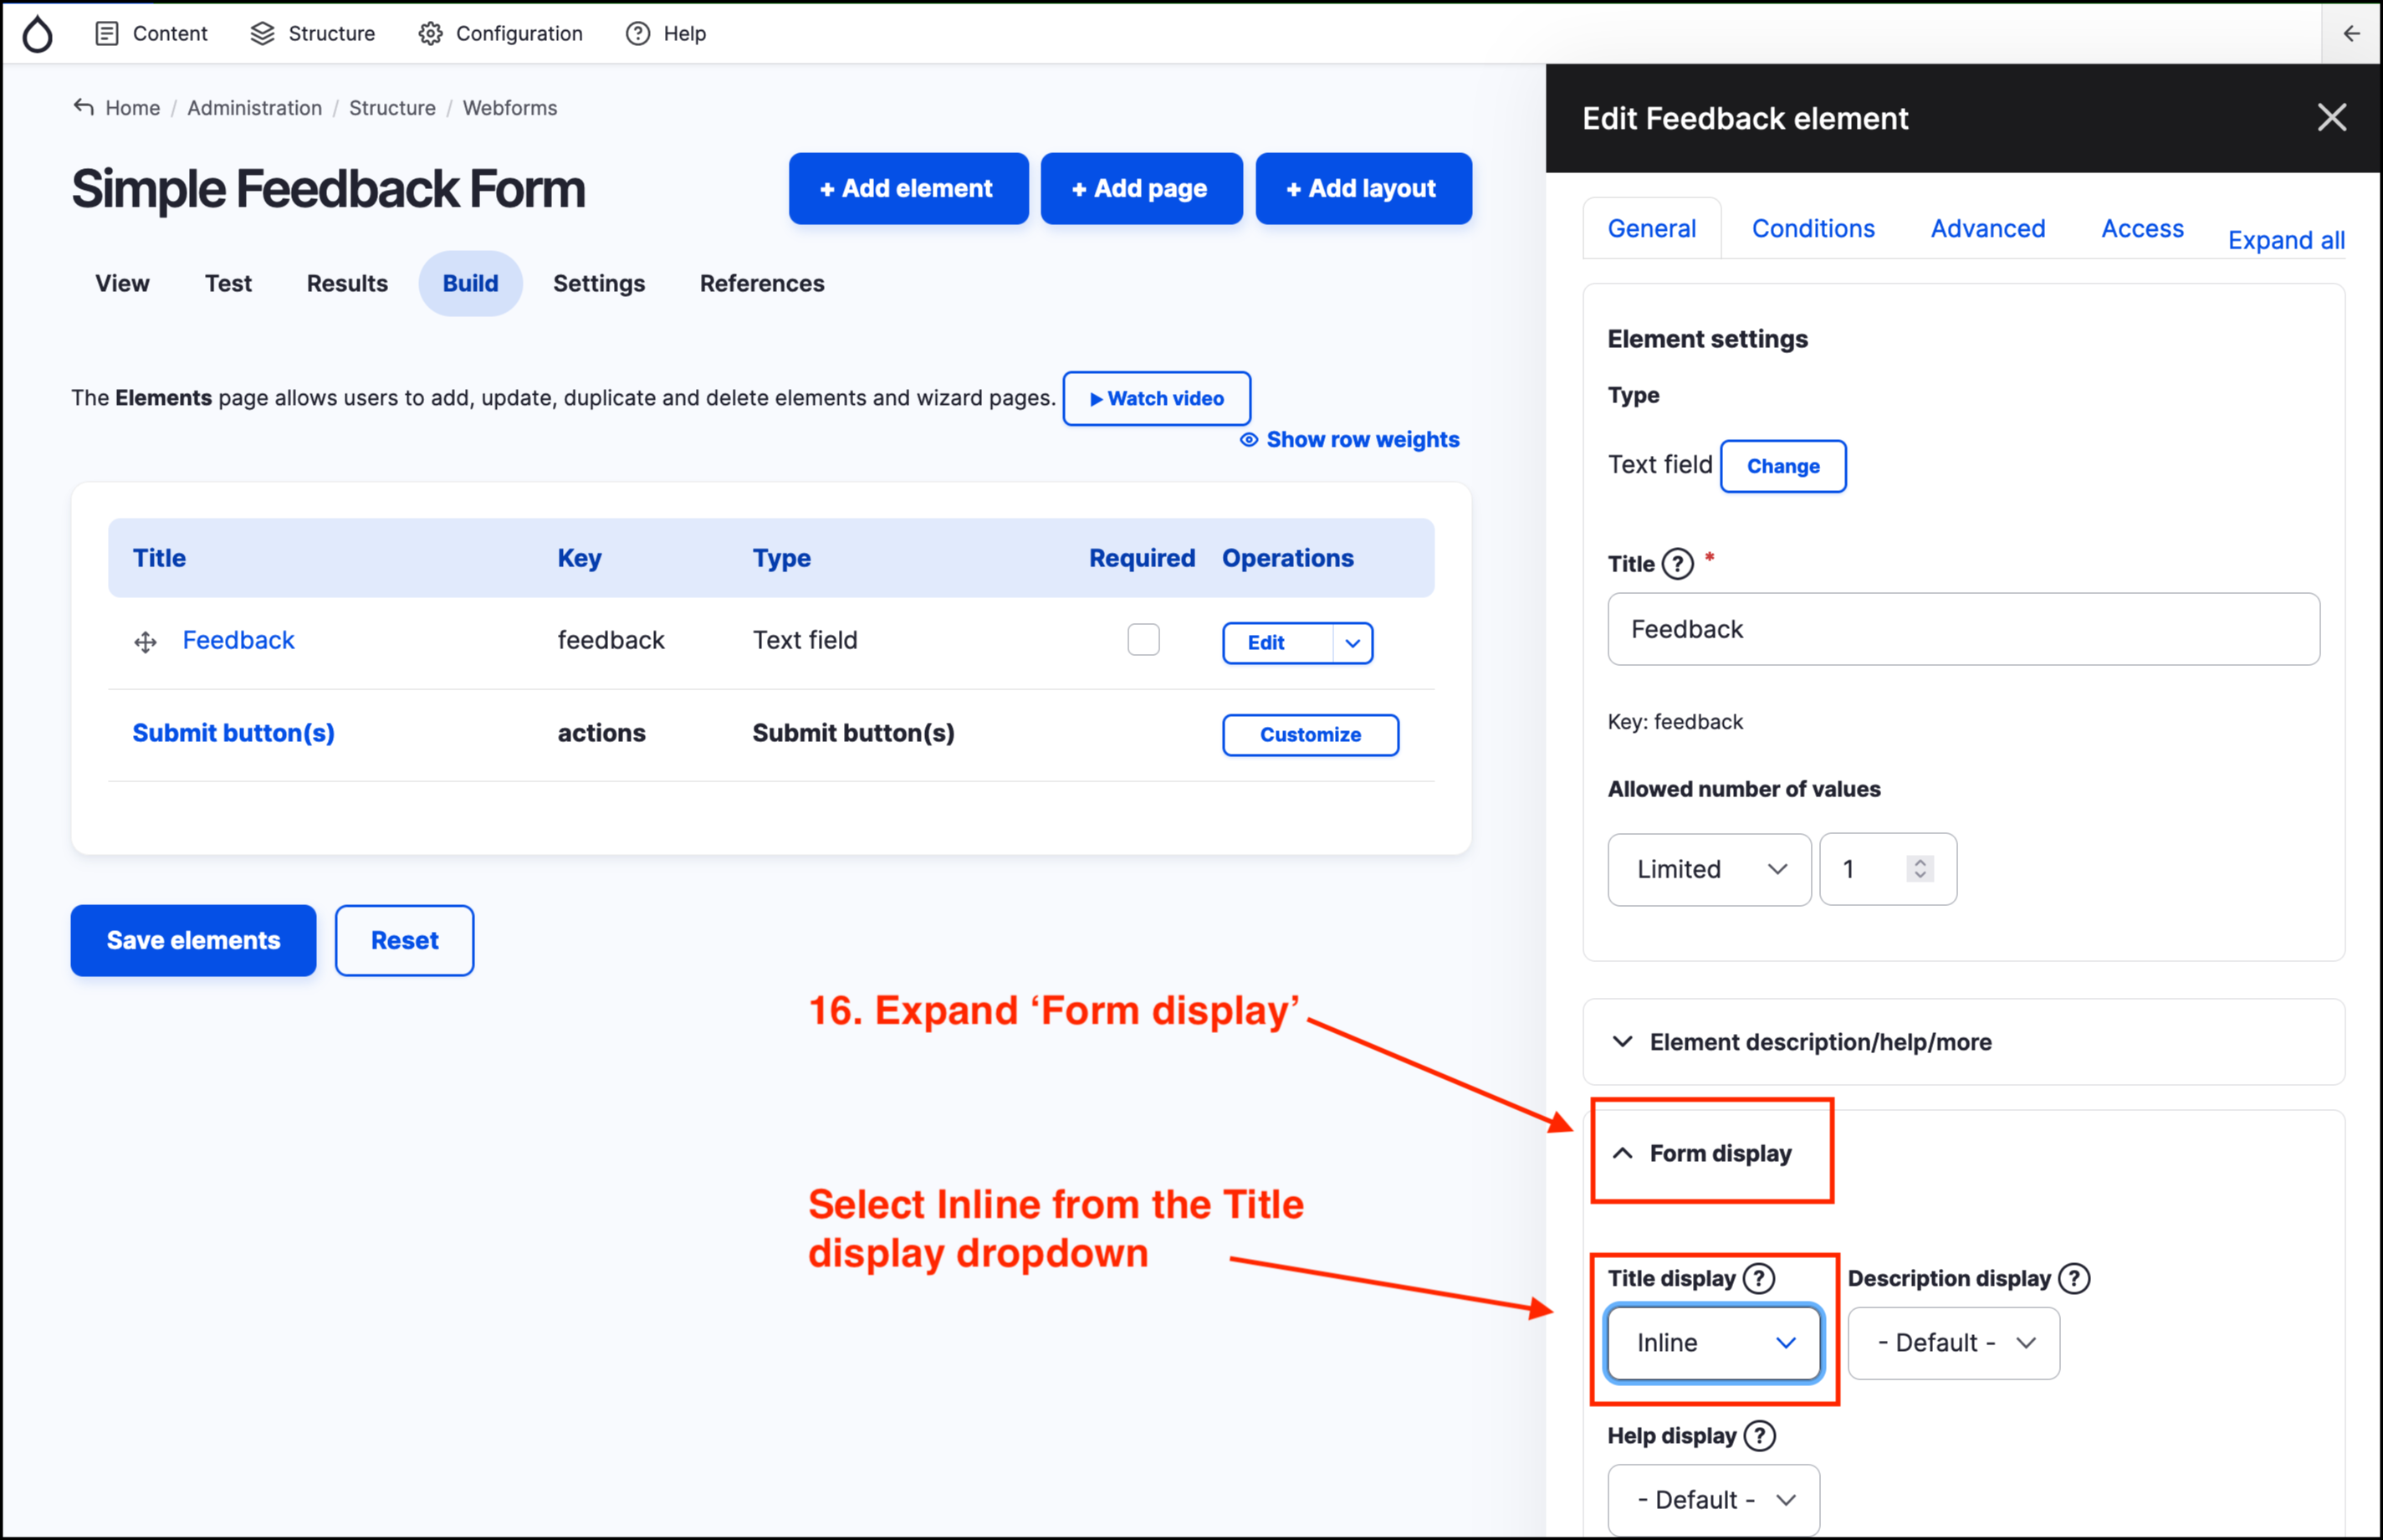 Content Structure Configuration Help
Home / Administration / Structure / Webforms
Simple Feedback Form
+ Add element + Add page + Add layout
View Test Results Build Settings References
The Elements page allows users to add, update, duplicate and delete elements and wizard pages. Watch video
Show row weights
Title Key Type Required Operations
Feedback feedback Text field Edit
Submit button(s) actions Submit button(s) Customize
Save elements Reset
16. Expand ‘Form display’
Select Inline from the Title
display dropdown
Edit Feedback element
General Conditions Advanced Access Expand all
Element settings
Type
Text field Change
Title ? *
Feedback
Key: feedback
Allowed number of values
Limited 1
Element description/help/more
Form display
Title display ? Description display ?
Inline - Default -
Help display ?
- Default -